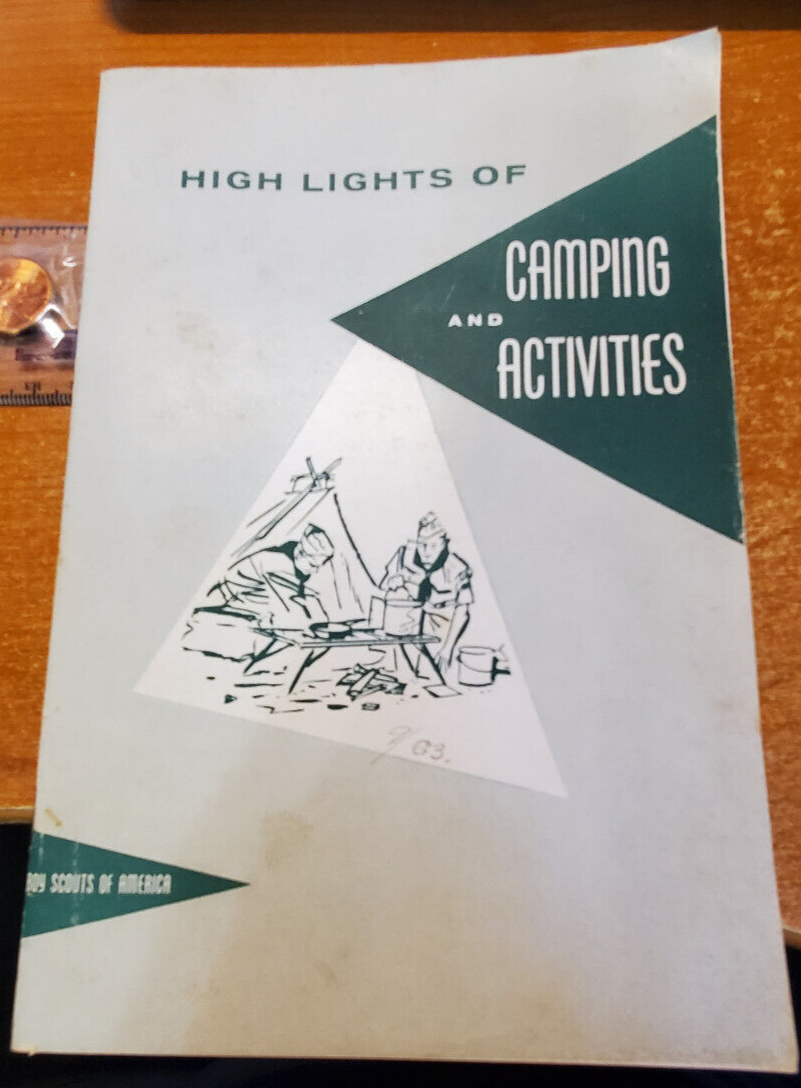 HIGH LIGHTS OF
CAMPING
AND
ACTIVITIES
9/63.
BOY SCOUTS OF AMERICA